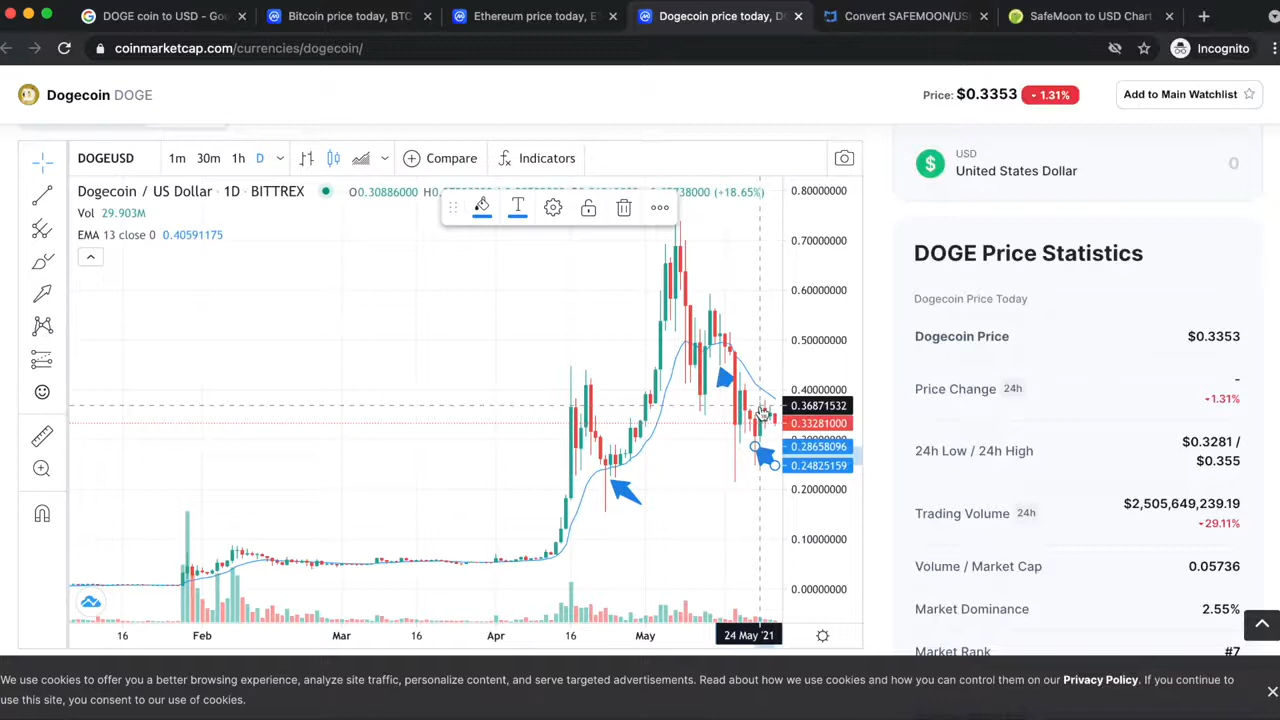 DOGE coin to USD - Goo
Bitcoin price today, BTC
Ethereum price today, E
Dogecoin price today, D
Convert SAFEMOON/US
SafeMoon to USD Chart
coinmarketcap.com/currencies/dogecoin/
Incognito
Dogecoin DOGE
Price: $0.3353 1.31%
Add to Main Watchlist
DOGEUSD 1m 30m 1h D Compare Indicators
USD
United States Dollar
0
Dogecoin / US Dollar · 1D · BITTREX
O0.30886000
(+18.65%)
Vol 29.903M
EMA 13 close 0 0.40591175
T
0.80000000
0.70000000
0.60000000
0.50000000
0.40000000
0.36871532
0.33281000
0.28658096
0.24825159
0.20000000
0.10000000
0.00000000
16 Feb Mar 16 Apr 16 May 24 May '21
DOGE Price Statistics
Dogecoin Price Today
Dogecoin Price $0.3353
Price Change 24h -
1.31%
24h Low / 24h High $0.3281 /
$0.355
Trading Volume 24h $2,505,649,239.19
29.11%
Volume / Market Cap 0.05736
Market Dominance 2.55%
Market Rank #7
We use cookies to offer you a better browsing experience, analyze site traffic, personalize content, and serve targeted advertisements. Read about how we use cookies and how you can control them on our Privacy Policy. If you continue to
use this site, you consent to our use of cookies.